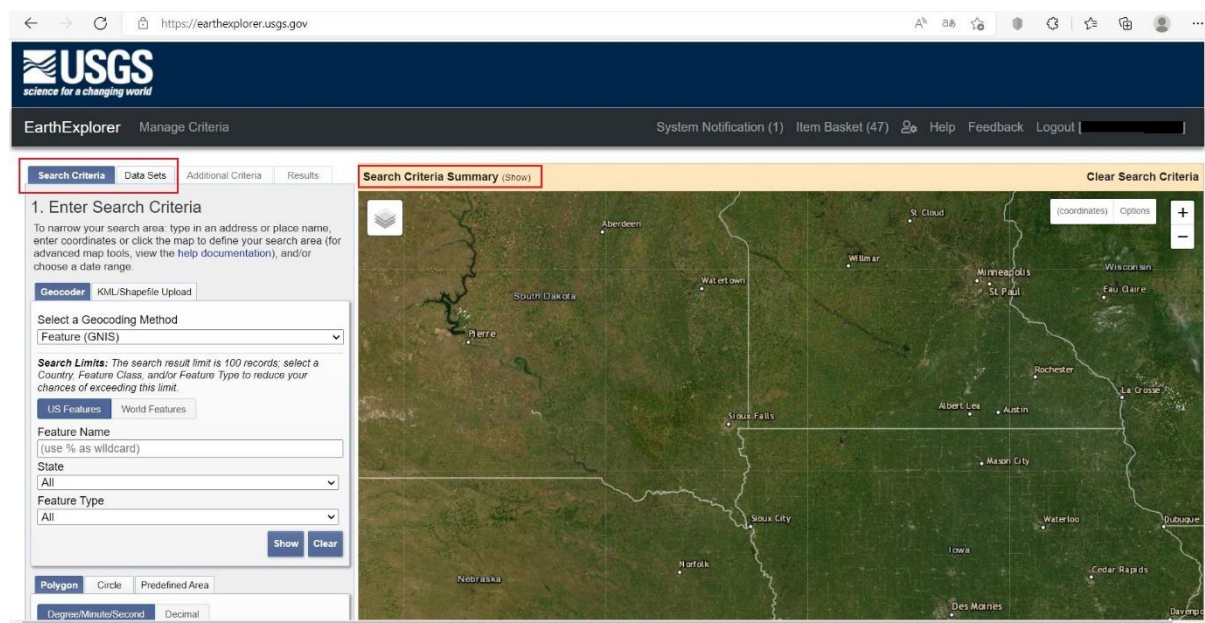 https://earthexplorer.usgs.gov
USGS
science for a changing world
EarthExplorer Manage Criteria System Notification (1) Item Basket (47) Help Feedback Logout [ ]
Search Criteria Data Sets Additional Criteria Results
Search Criteria Summary (Show) Clear Search Criteria
1. Enter Search Criteria
To narrow your search area: type in an address or place name,
enter coordinates or click the map to define your search area (for
advanced map tools, view the help documentation), and/or
choose a date range.
Geocoder KML/Shapefile Upload
Select a Geocoding Method
Feature (GNIS)
Search Limits: The search result limit is 100 records; select a
Country, Feature Class, and/or Feature Type to reduce your
chances of exceeding this limit.
US Features World Features
Feature Name
(use % as wildcard)
State
All
Feature Type
All
Show Clear
Polygon Circle Predefined Area
Degree/Minute/Second Decimal
(coordinates) Options
+
−
Aberdeen
St Cloud
Willmar
Minneapolis
St Paul
Wisconsin
Eau Claire
Watertown
South Dakota
Pierre
Rochester
La Crosse
Albert Lea
Austin
Sioux Falls
Mason City
Sioux City
Waterloo
Dubuque
Iowa
Norfolk
Nebraska
Cedar Rapids
Des Moines